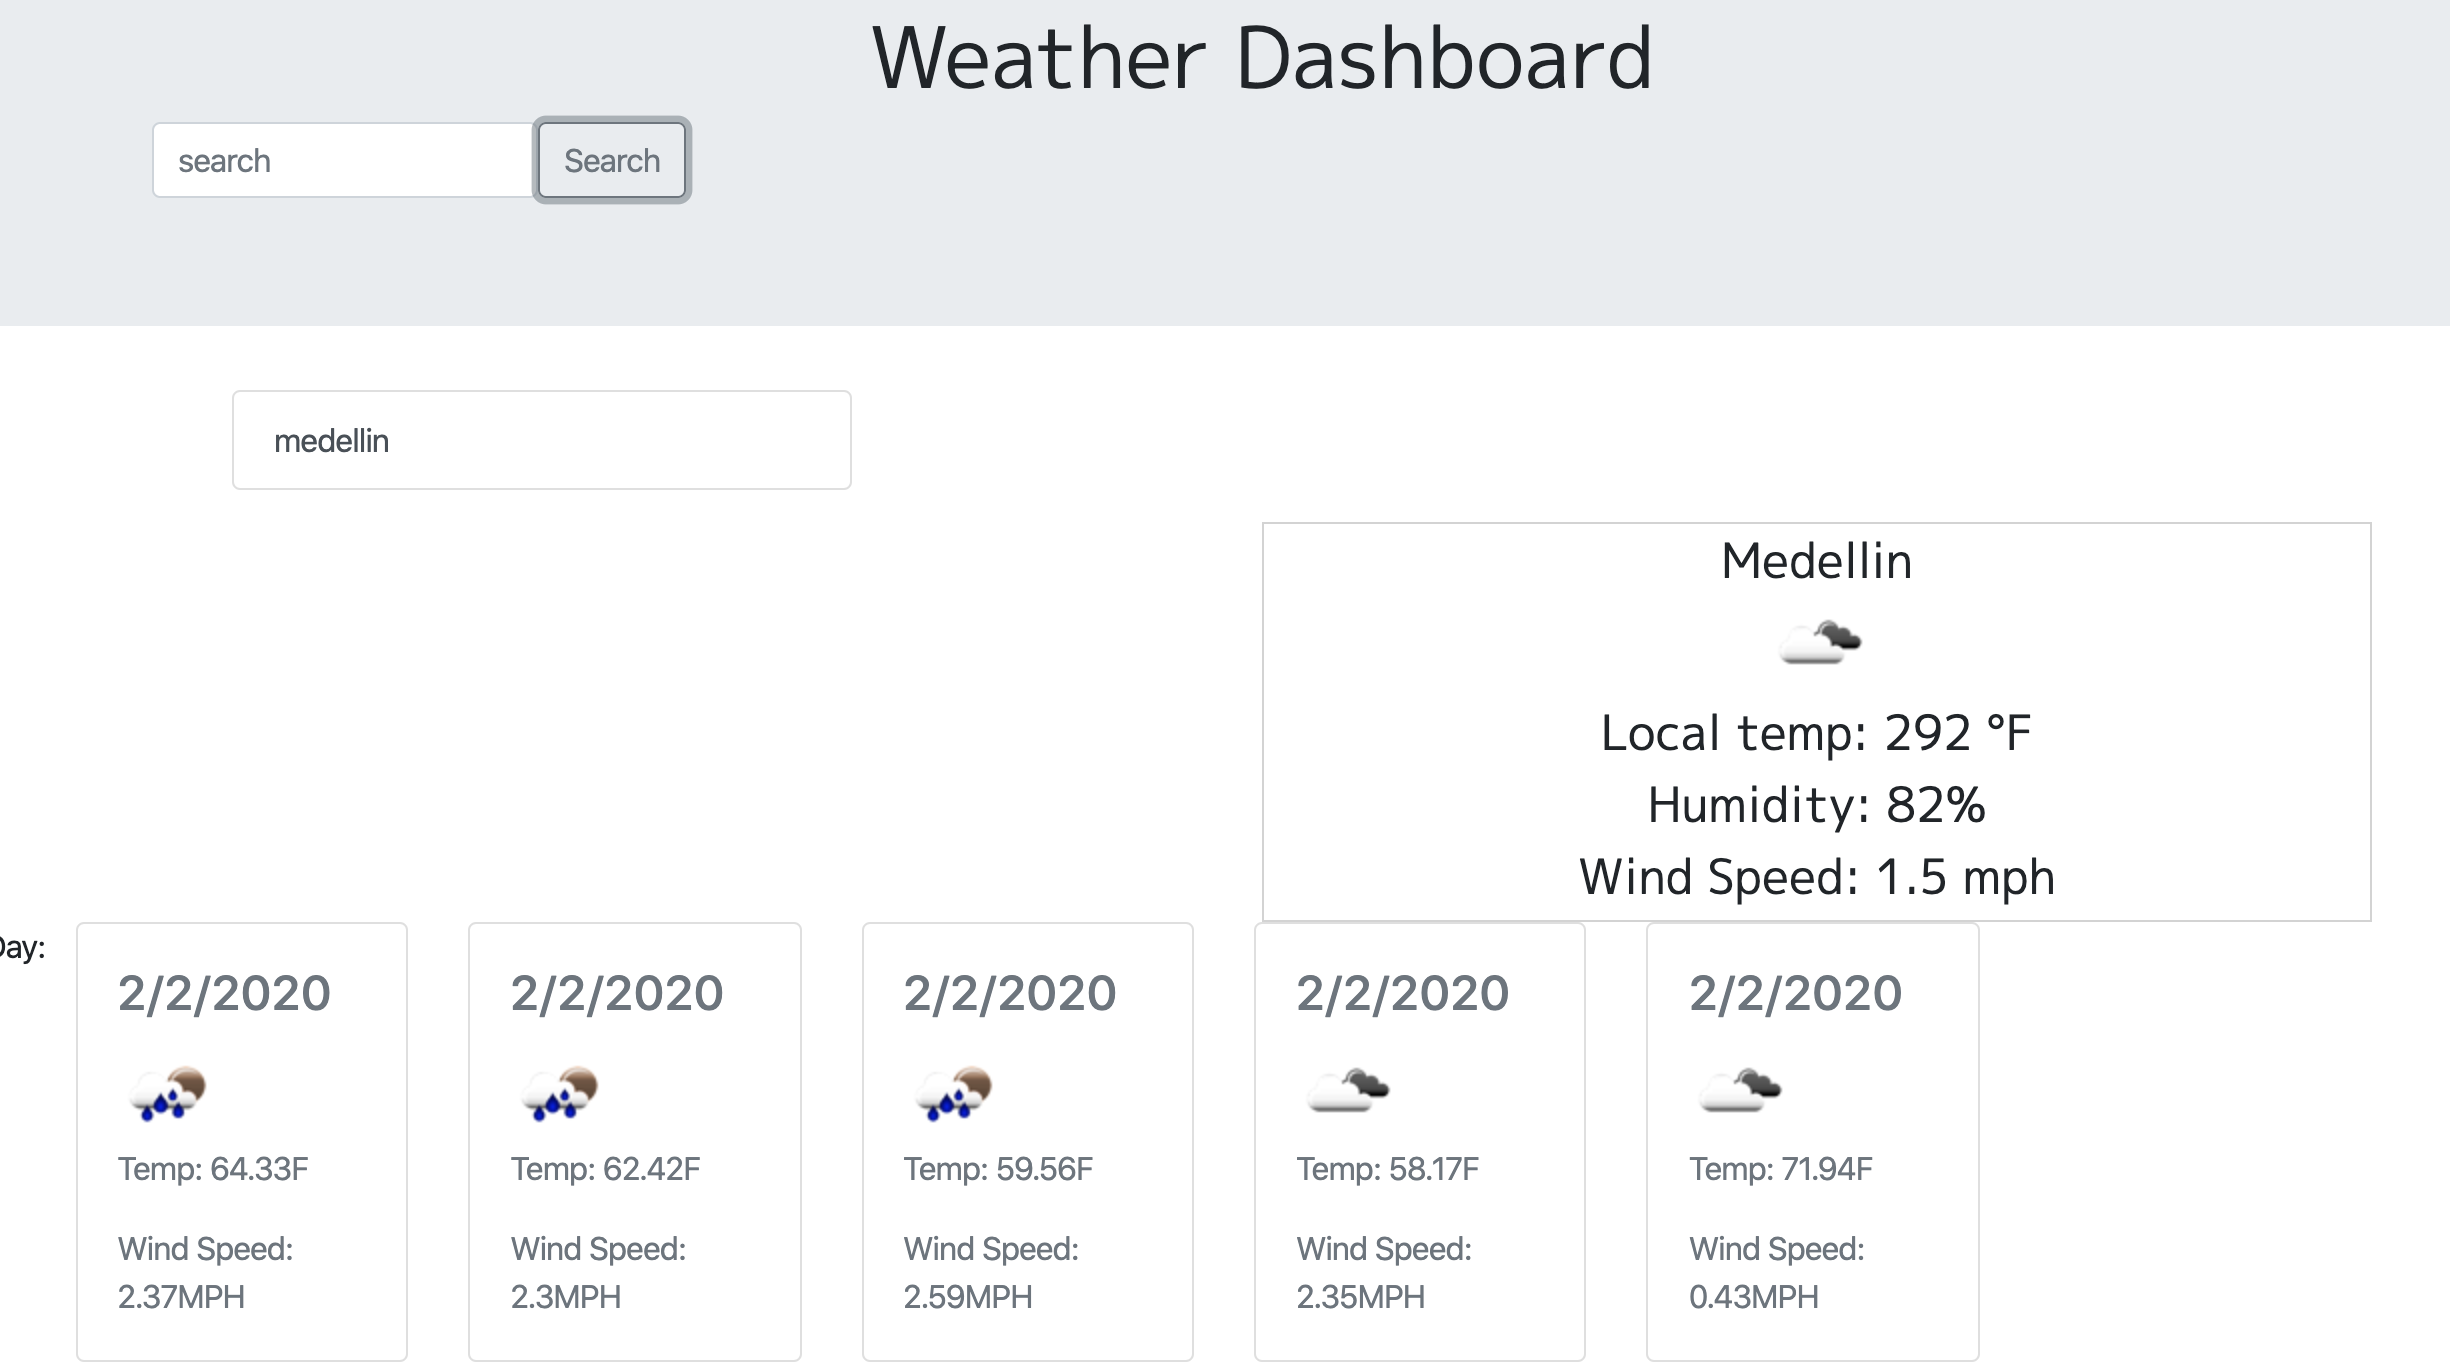 Weather Dashboard
search
Search
medellin
Medellin
Local temp: 292 °F
Humidity: 82%
Wind Speed: 1.5 mph
Day:
2/2/2020
Temp: 64.33F
Wind Speed:
2.37MPH
2/2/2020
Temp: 62.42F
Wind Speed:
2.3MPH
2/2/2020
Temp: 59.56F
Wind Speed:
2.59MPH
2/2/2020
Temp: 58.17F
Wind Speed:
2.35MPH
2/2/2020
Temp: 71.94F
Wind Speed:
0.43MPH